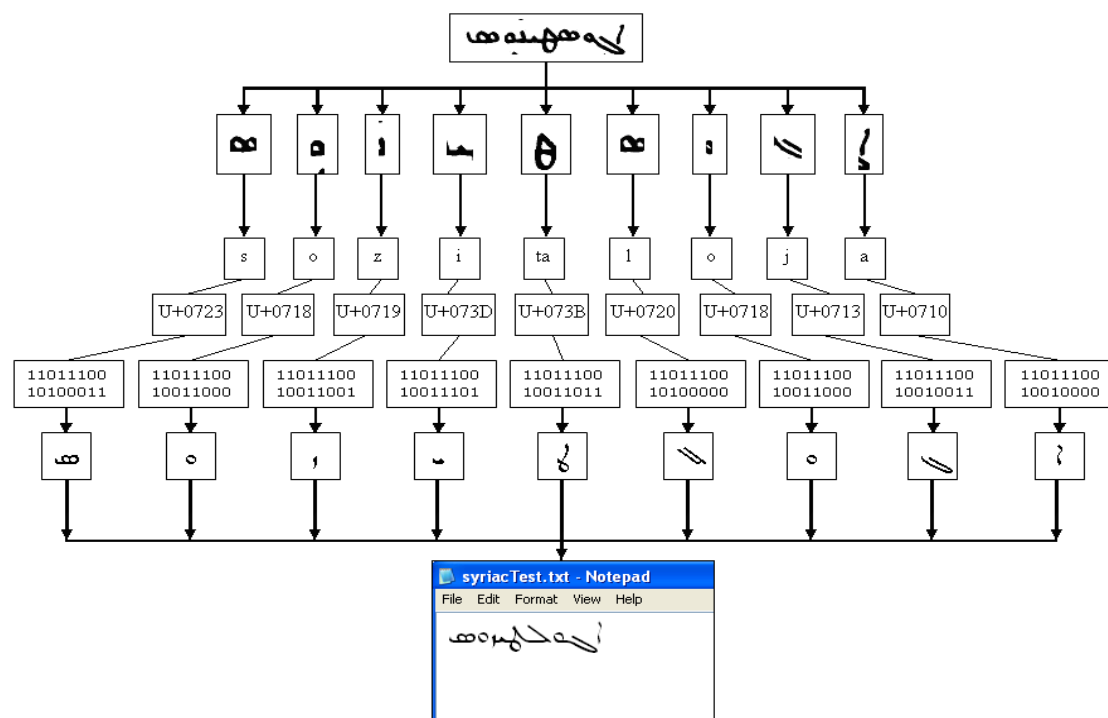 s o z i ta l o j a
U+0723 U+0718 U+0719 U+073D U+073B U+0720 U+0718 U+0713 U+0710
11011100 11011100 11011100 11011100 11011100 11011100 11011100 11011100 11011100
10100011 10011000 10011001 10011101 10011011 10100000 10011000 10010011 10010000
syriacTest.txt - Notepad
File Edit Format View Help